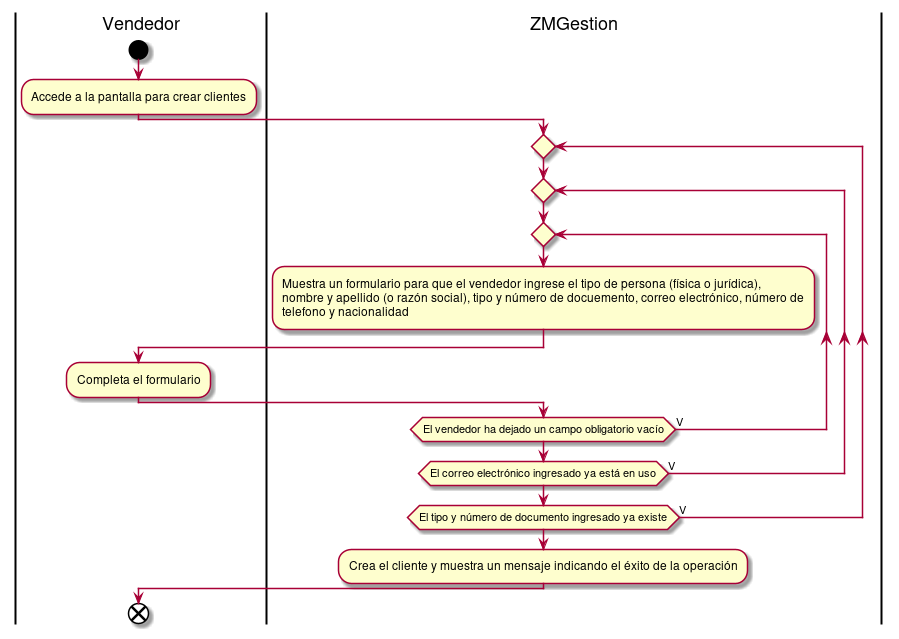 Vendedor
ZMGestion
Accede a la pantalla para crear clientes
Muestra un formulario para que el vendedor ingrese el tipo de persona (física o jurídica),
nombre y apellido (o razón social), tipo y número de docuemento, correo electrónico, número de
telefono y nacionalidad
Completa el formulario
El vendedor ha dejado un campo obligatorio vacío
V
El correo electrónico ingresado ya está en uso
V
El tipo y número de documento ingresado ya existe
V
Crea el cliente y muestra un mensaje indicando el éxito de la operación